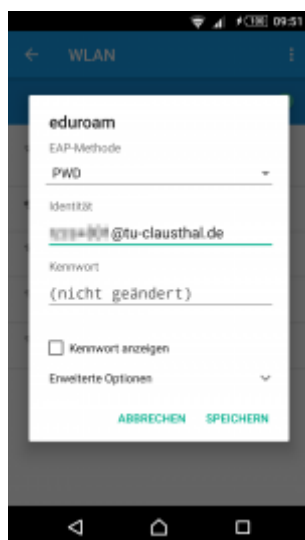 09:51
WLAN
eduroam
EAP-Methode
PWD
Identität
@tu-clausthal.de
Kennwort
(nicht geändert)
Kennwort anzeigen
Erweiterte Optionen
ABBRECHEN SPEICHERN